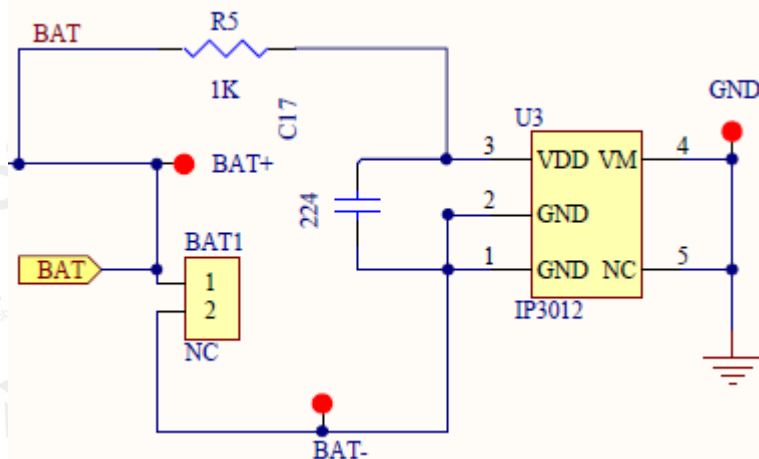 BAT
R5
1K
C17
GND
U3
3
VDD
VM
4
BAT+
224
2
GND
BAT
BAT1
1
2
1
GND
NC
5
IP3012
NC
BAT-